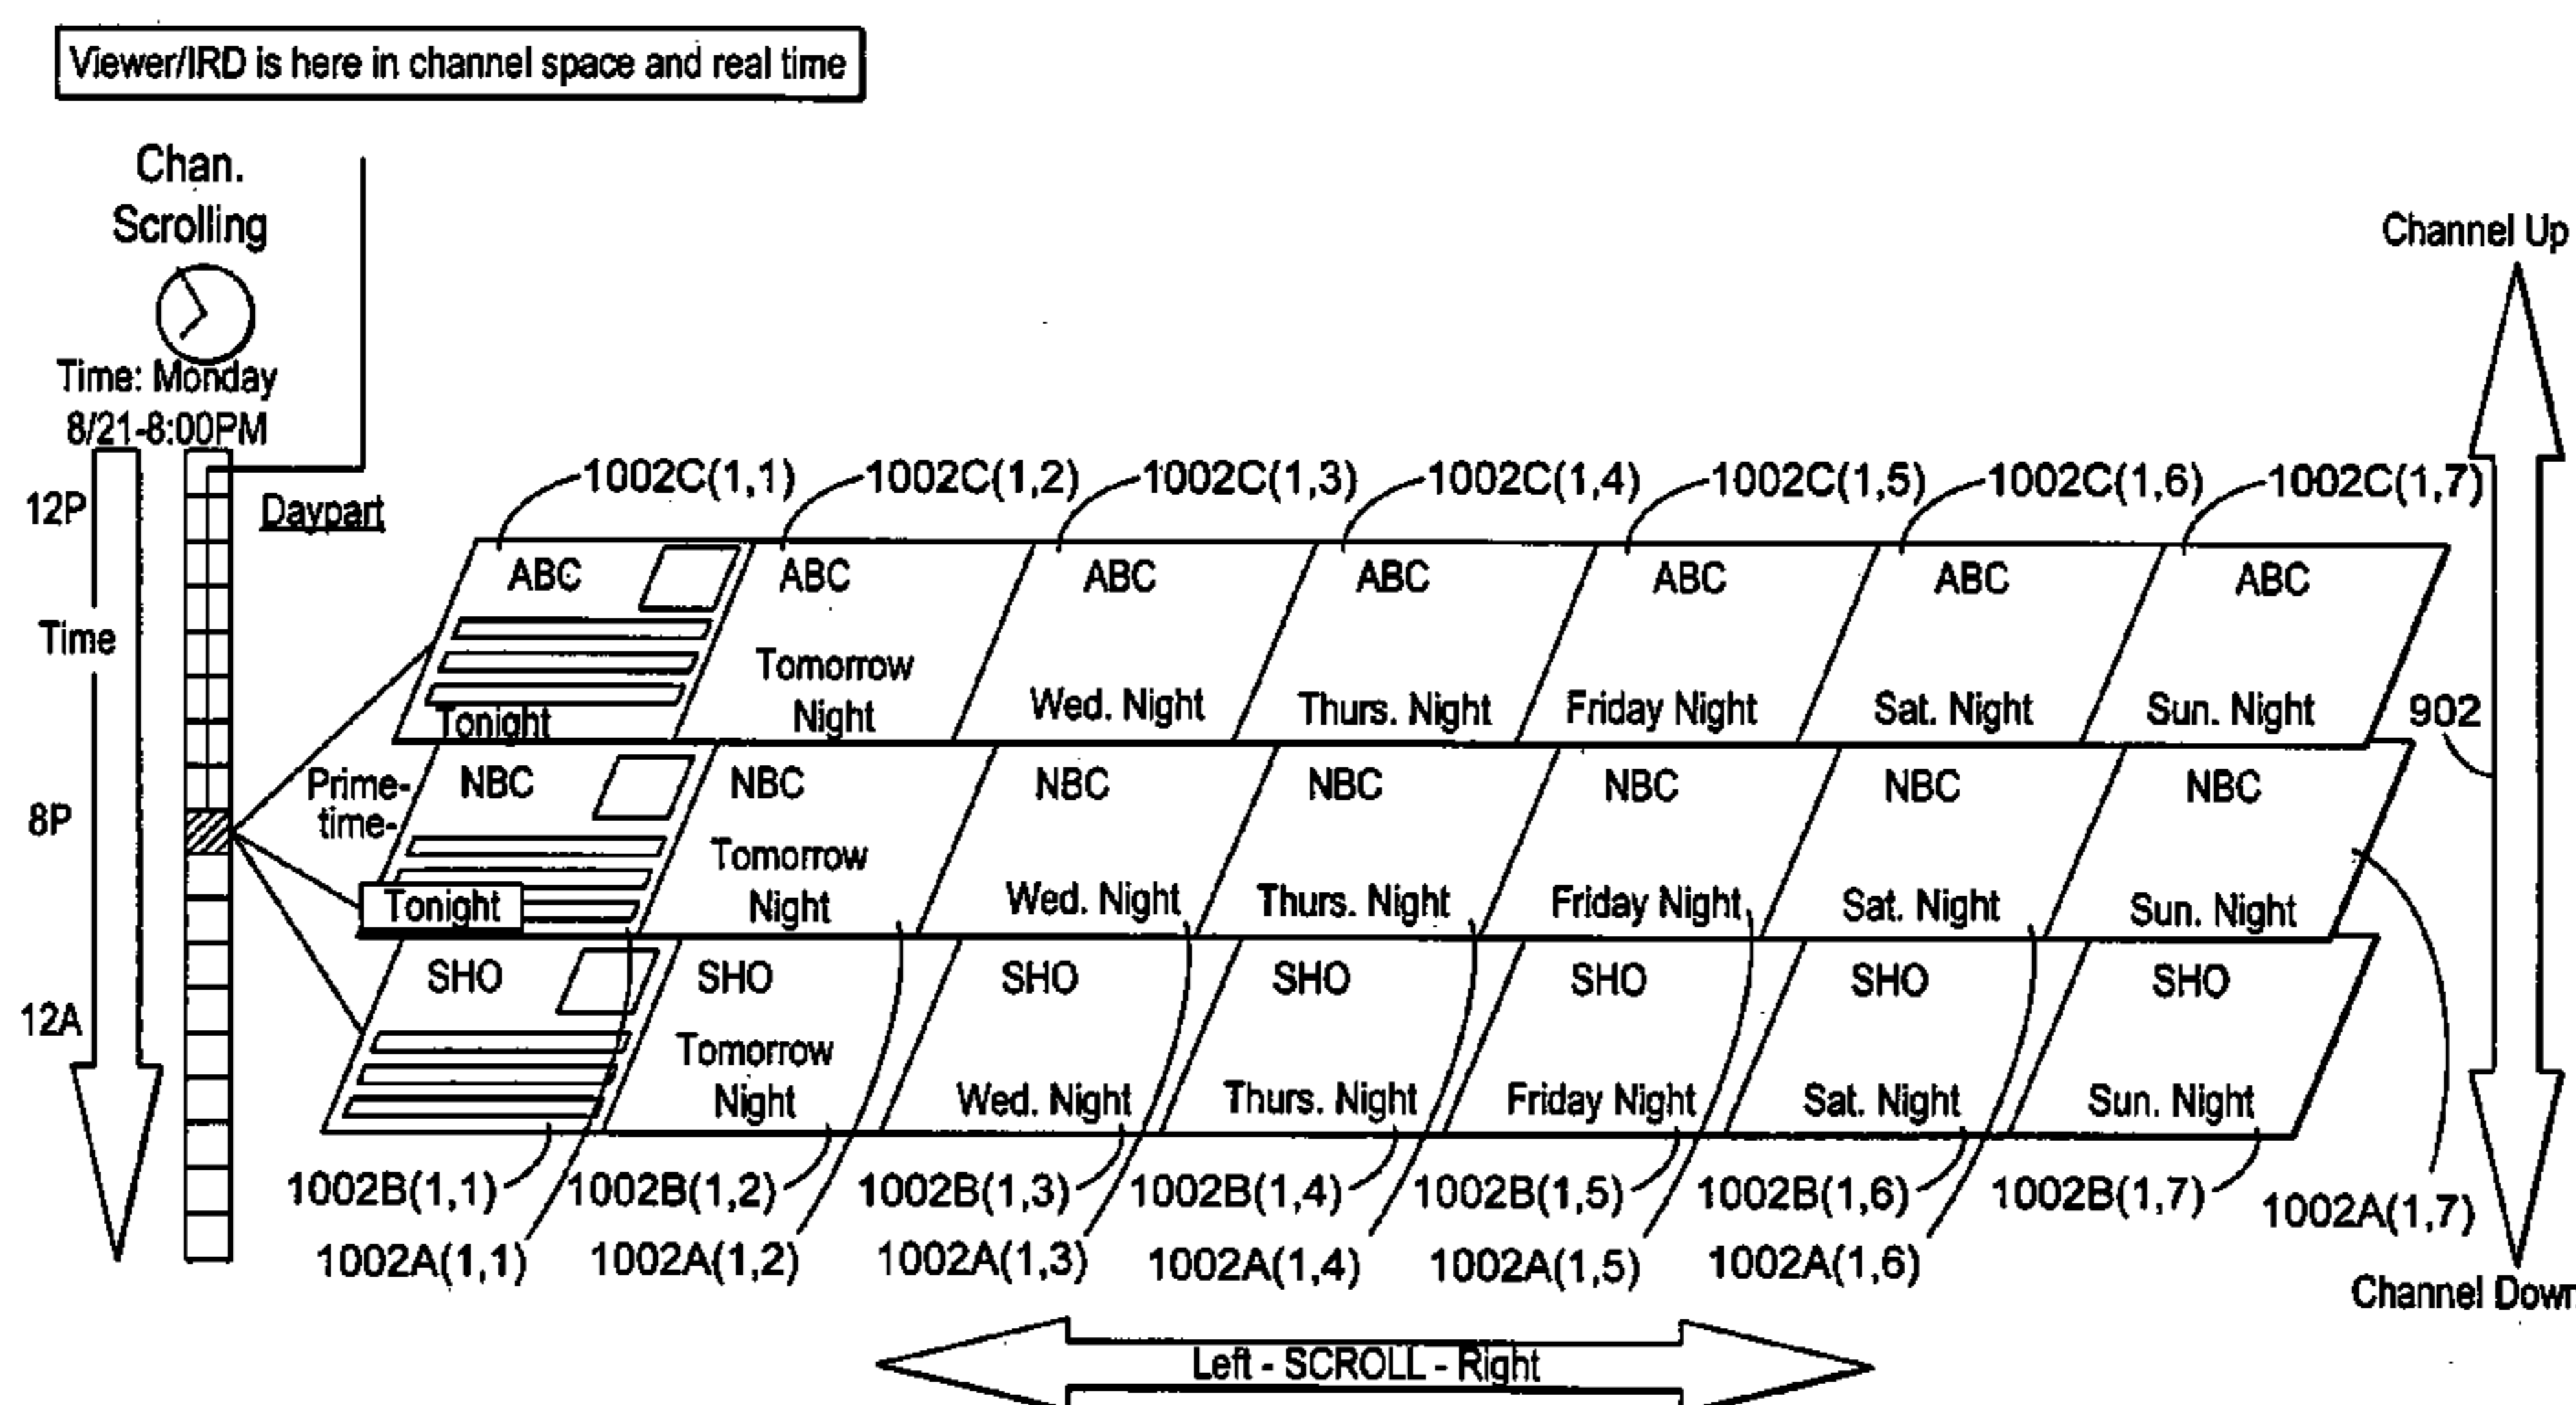 Viewer/IRD is here in channel space and real time
Chan.
Scrolling
Time: Monday
8/21-8:00PM
Channel Up
12P
Daypart
1002C(1,1) 1002C(1,2) 1002C(1,3) 1002C(1,4) 1002C(1,5) 1002C(1,6) 1002C(1,7)
ABC ABC ABC ABC ABC ABC ABC
Time
Tomorrow
Tonight Night Wed. Night Thurs. Night Friday Night Sat. Night Sun. Night
902
Prime-
time-
NBC NBC NBC NBC NBC NBC NBC
8P
Tomorrow
Tonight Night Wed. Night Thurs. Night Friday Night Sat. Night Sun. Night
SHO SHO SHO SHO SHO SHO SHO
12A
Tomorrow
Night Wed. Night Thurs. Night Friday Night Sat. Night Sun. Night
1002B(1,1) 1002B(1,2) 1002B(1,3) 1002B(1,4) 1002B(1,5) 1002B(1,6) 1002B(1,7) 1002A(1,7)
1002A(1,1) 1002A(1,2) 1002A(1,3) 1002A(1,4) 1002A(1,5) 1002A(1,6)
Channel Down
Left - SCROLL - Right